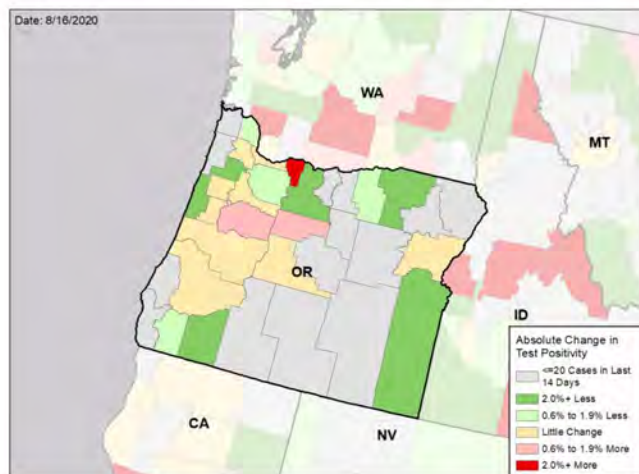 Date: 8/16/2020
WA
MT
OR
ID
CA
NV
Absolute Change in
Test Positivity
<=20 Cases in Last
14 Days
2.0%+ Less
0.6% to 1.9% Less
Little Change
0.6% to 1.9% More
2.0%+ More